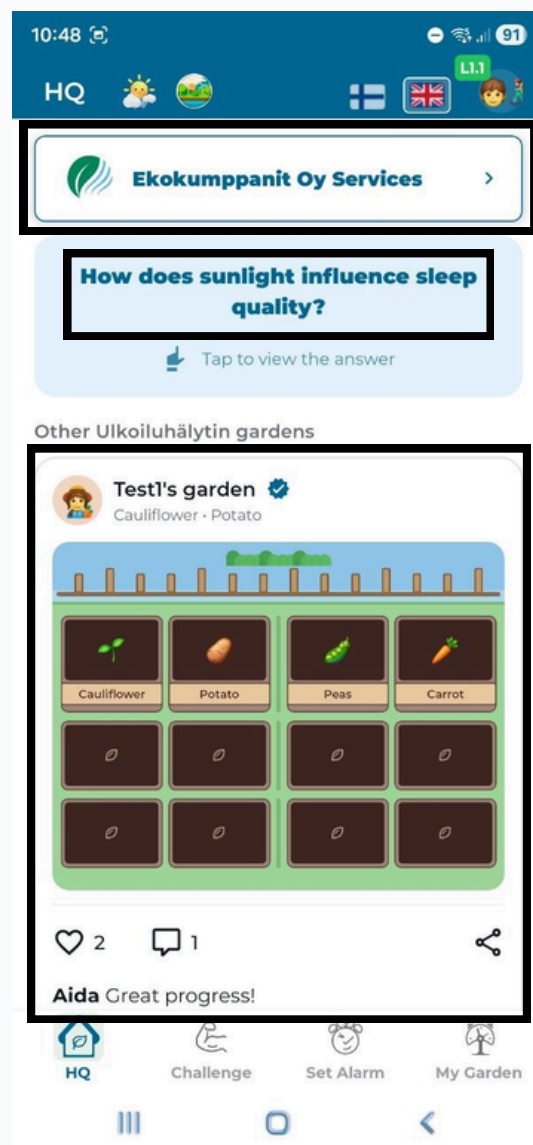 10:48
91
HQ
L1.1
Ekokumppanit Oy Services
How does sunlight influence sleep
quality?
Tap to view the answer
Other Ulkoiluhälytin gardens
Test1's garden
Cauliflower • Potato
Cauliflower Potato Peas Carrot
2 1
Aida Great progress!
HQ Challenge Set Alarm My Garden